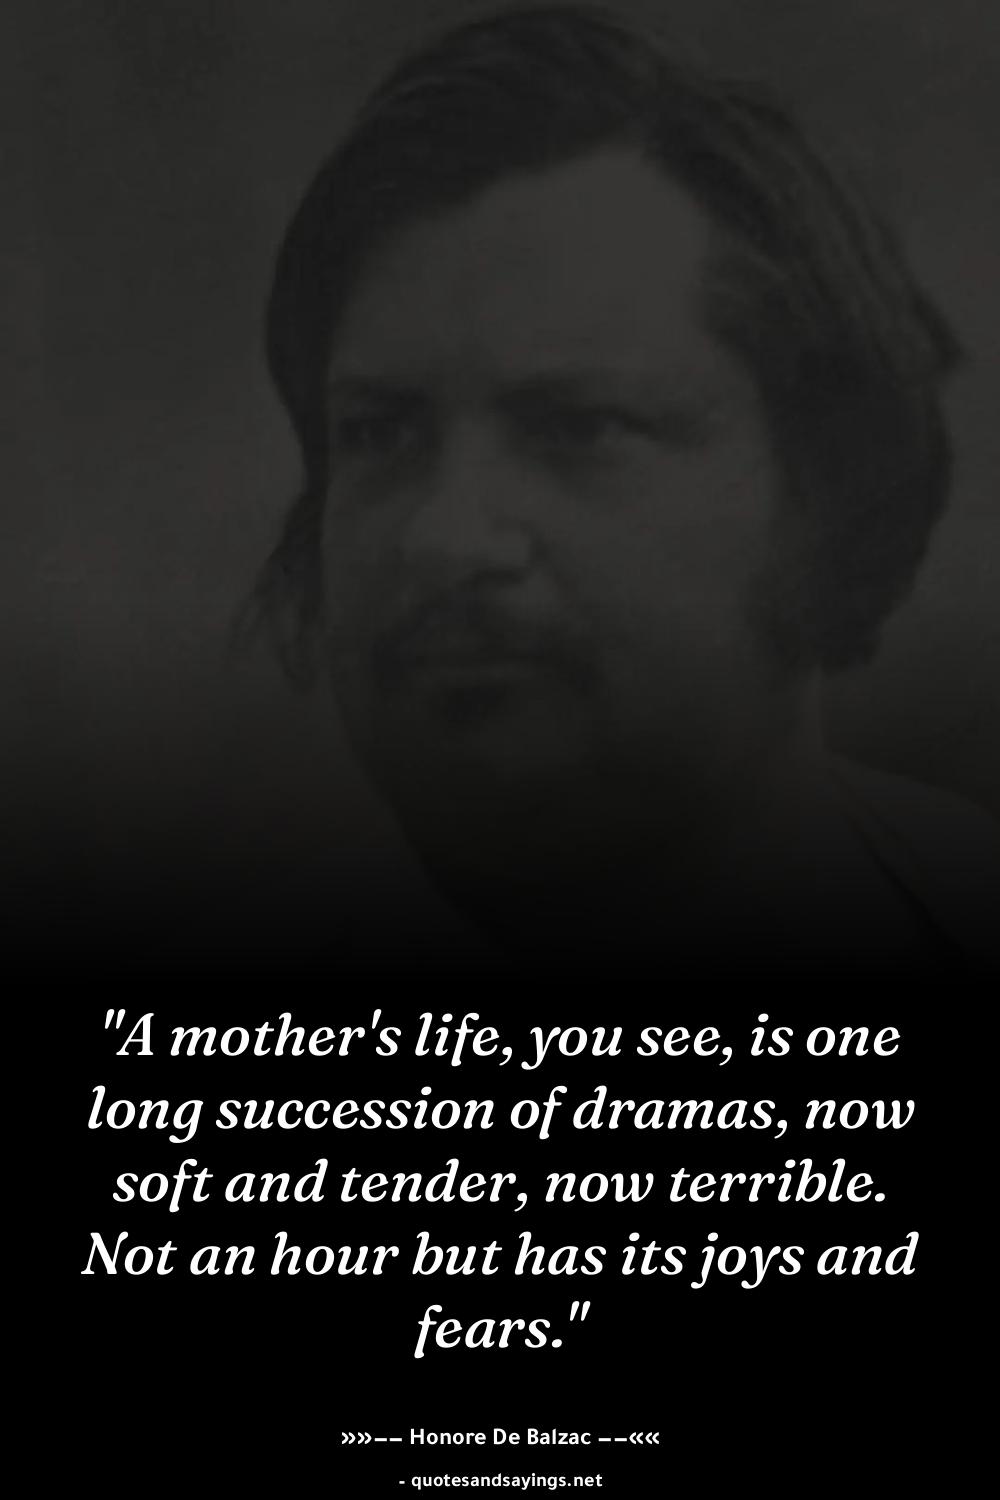 "A mother's life, you see, is one
long succession of dramas, now
soft and tender, now terrible.
Not an hour but has its joys and
fears."
»»−− Honore De Balzac −−««
- quotesandsayings.net